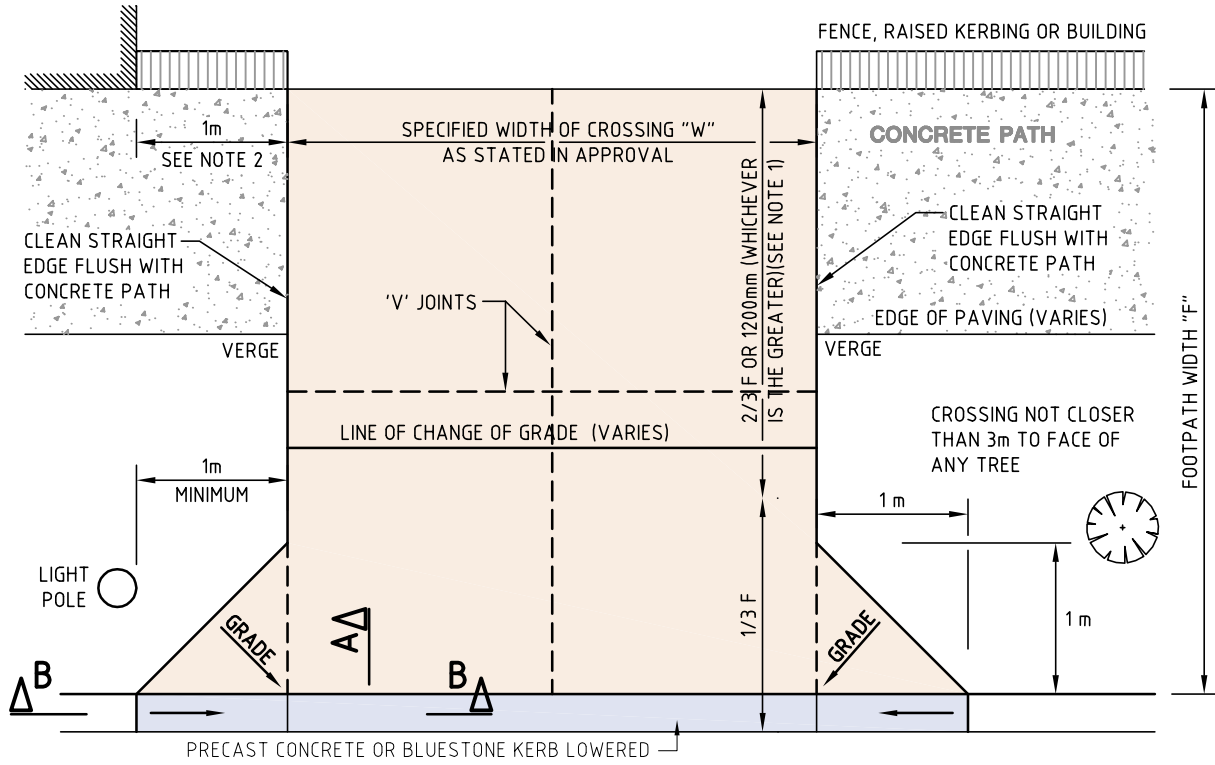 FENCE, RAISED KERBING OR BUILDING
1m
SEE NOTE 2
SPECIFIED WIDTH OF CROSSING "W"
AS STATED IN APPROVAL
CONCRETE PATH
CLEAN STRAIGHT
EDGE FLUSH WITH
CONCRETE PATH
CLEAN STRAIGHT
EDGE FLUSH WITH
CONCRETE PATH
2/3 F OR 1200mm (WHICHEVER
IS THE GREATER)(SEE NOTE 1)
'V' JOINTS
EDGE OF PAVING (VARIES)
VERGE
VERGE
FOOTPATH WIDTH "F"
LINE OF CHANGE OF GRADE (VARIES)
CROSSING NOT CLOSER
THAN 3m TO FACE OF
ANY TREE
1m
MINIMUM
1 m
LIGHT
POLE
GRADE
A
1/3 F
GRADE
1 m
B
B
PRECAST CONCRETE OR BLUESTONE KERB LOWERED